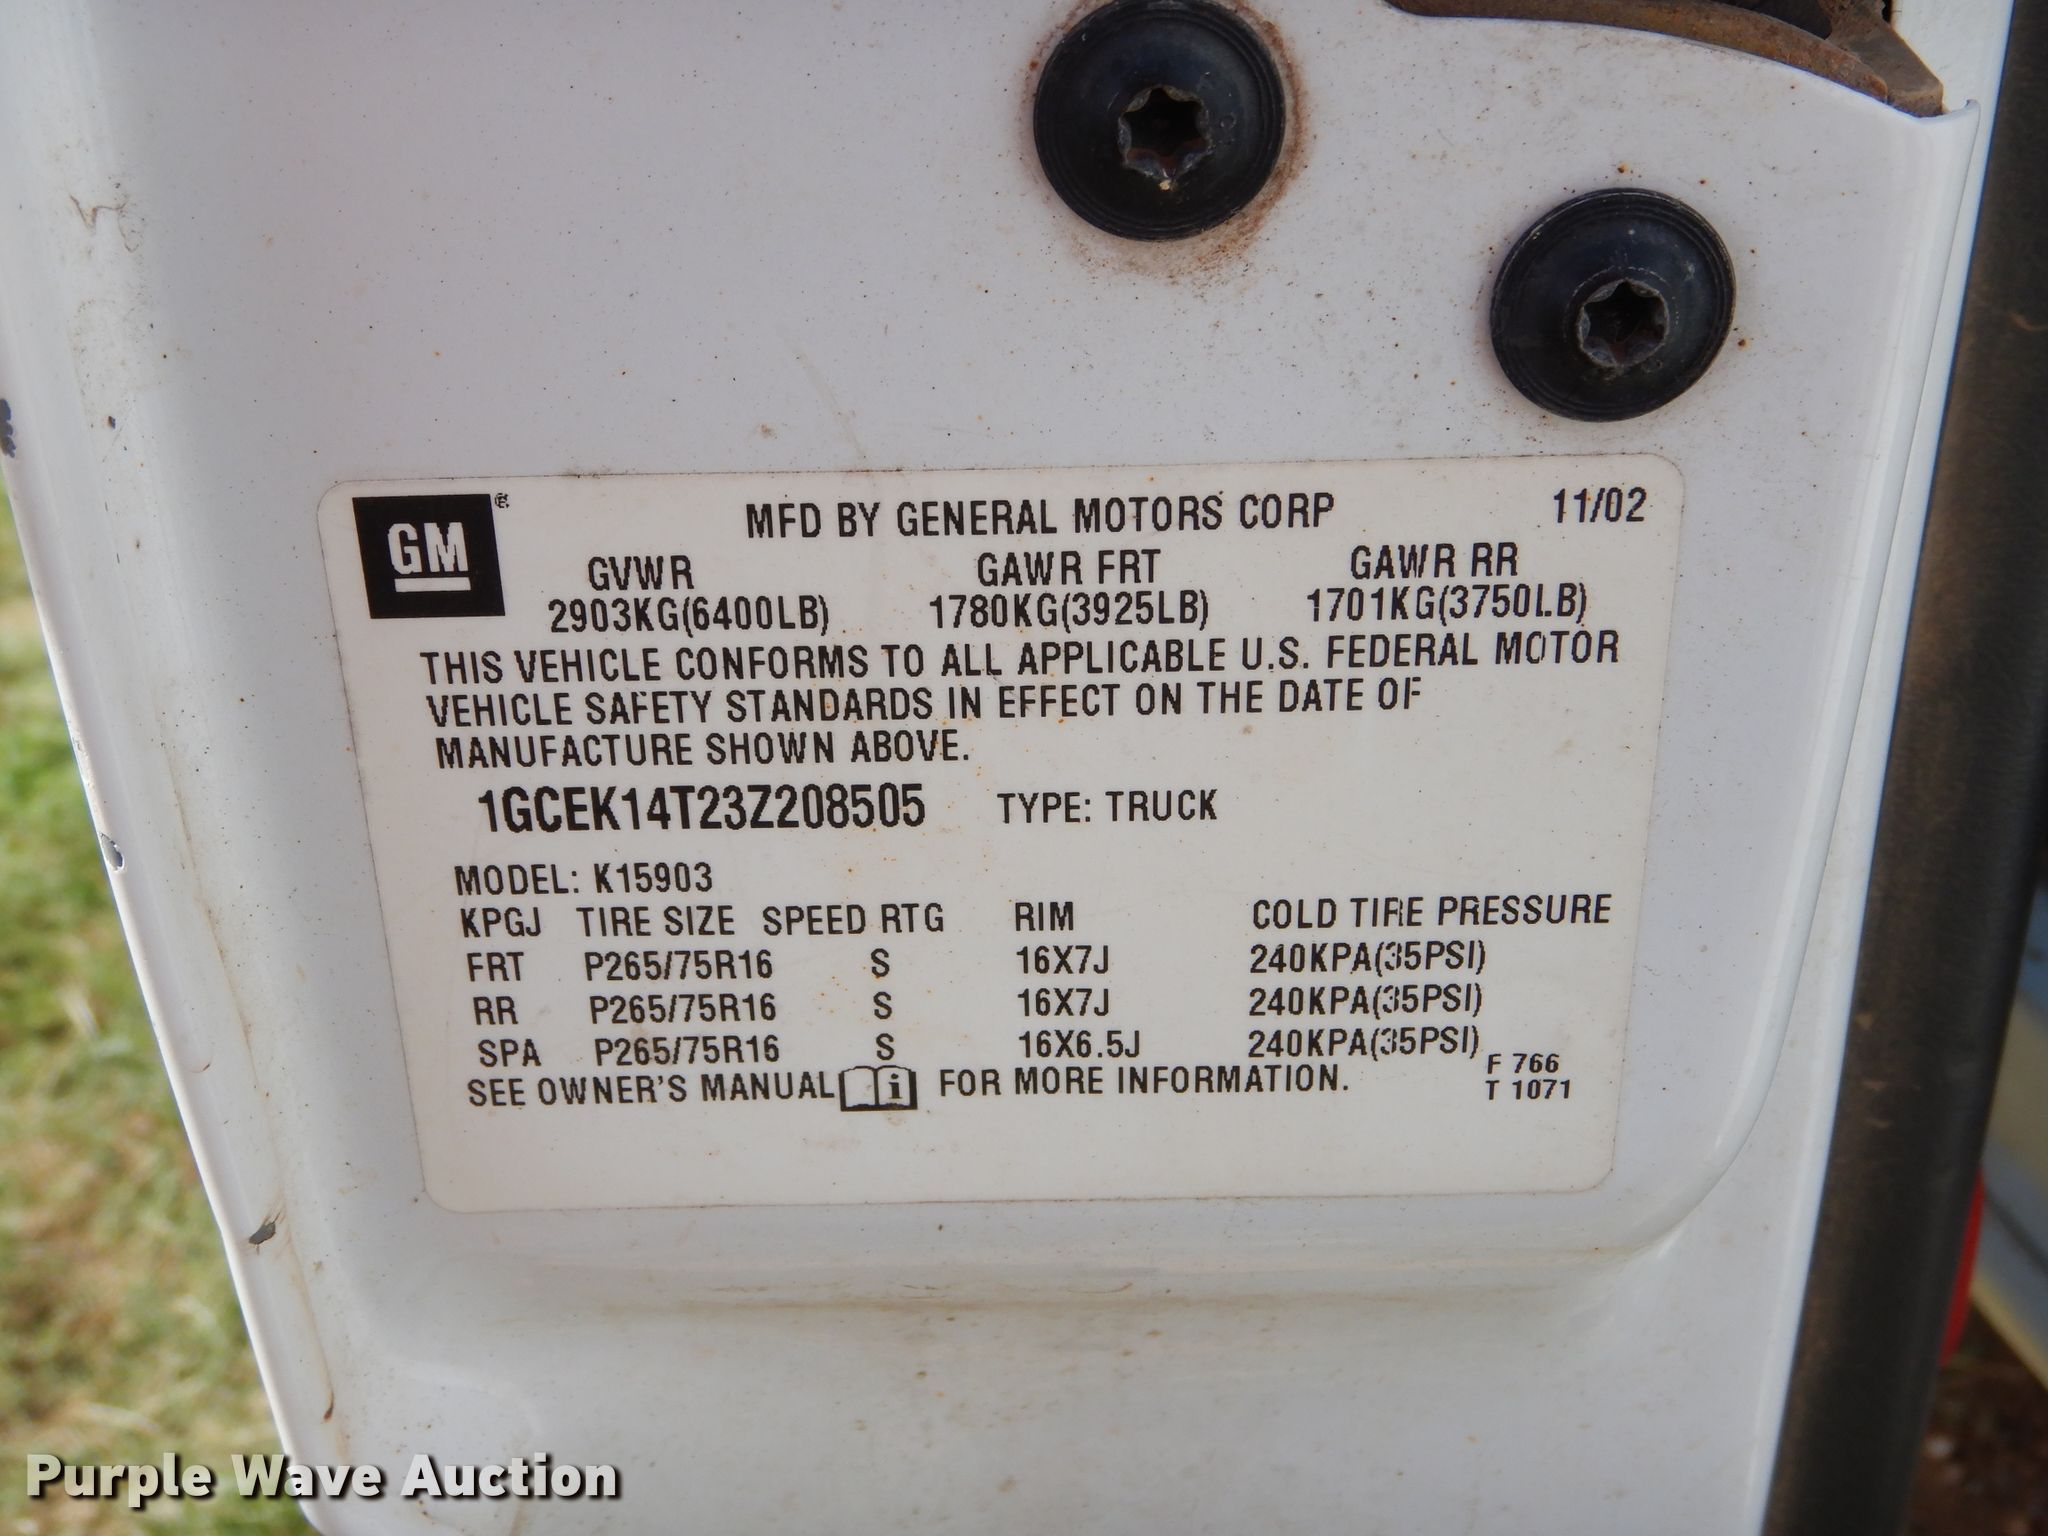 GM®
MFD BY GENERAL MOTORS CORP 11/02
GVWR GAWR FRT GAWR RR
2903KG(6400LB) 1780KG(3925LB) 1701KG(3750LB)
THIS VEHICLE CONFORMS TO ALL APPLICABLE U.S. FEDERAL MOTOR
VEHICLE SAFETY STANDARDS IN EFFECT ON THE DATE OF
MANUFACTURE SHOWN ABOVE.
1GCEK14T23Z208505 TYPE: TRUCK
MODEL: K15903
KPGJ TIRE SIZE SPEED RTG RIM COLD TIRE PRESSURE
FRT P265/75R16 S 16X7J 240KPA(35PSI)
RR P265/75R16 S 16X7J 240KPA(35PSI)
SPA P265/75R16 S 16X6.5J 240KPA(35PSI)
SEE OWNER'S MANUAL i FOR MORE INFORMATION.
F 766
T 1071
Purple Wave Auction